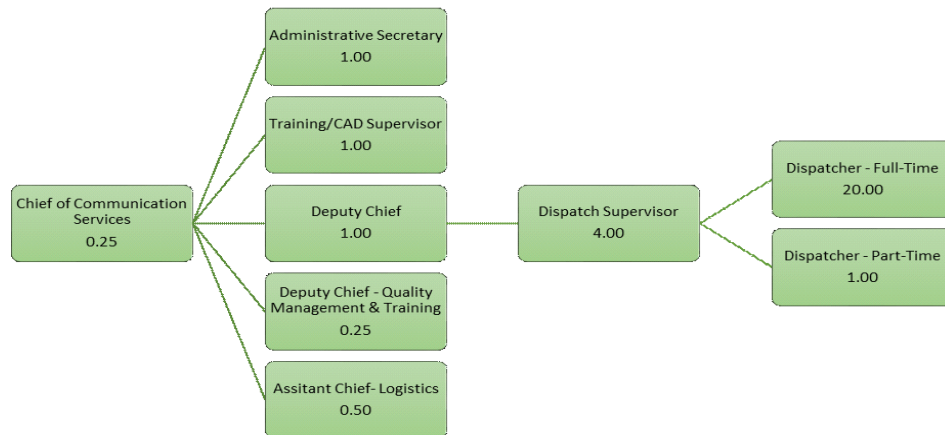 Administrative Secretary
1.00
Training/CAD Supervisor
1.00
Chief of Communication
Services
0.25
Deputy Chief
1.00
Deputy Chief - Quality
Management & Training
0.25
Assitant Chief- Logistics
0.50
Dispatch Supervisor
4.00
Dispatcher - Full-Time
20.00
Dispatcher - Part-Time
1.00